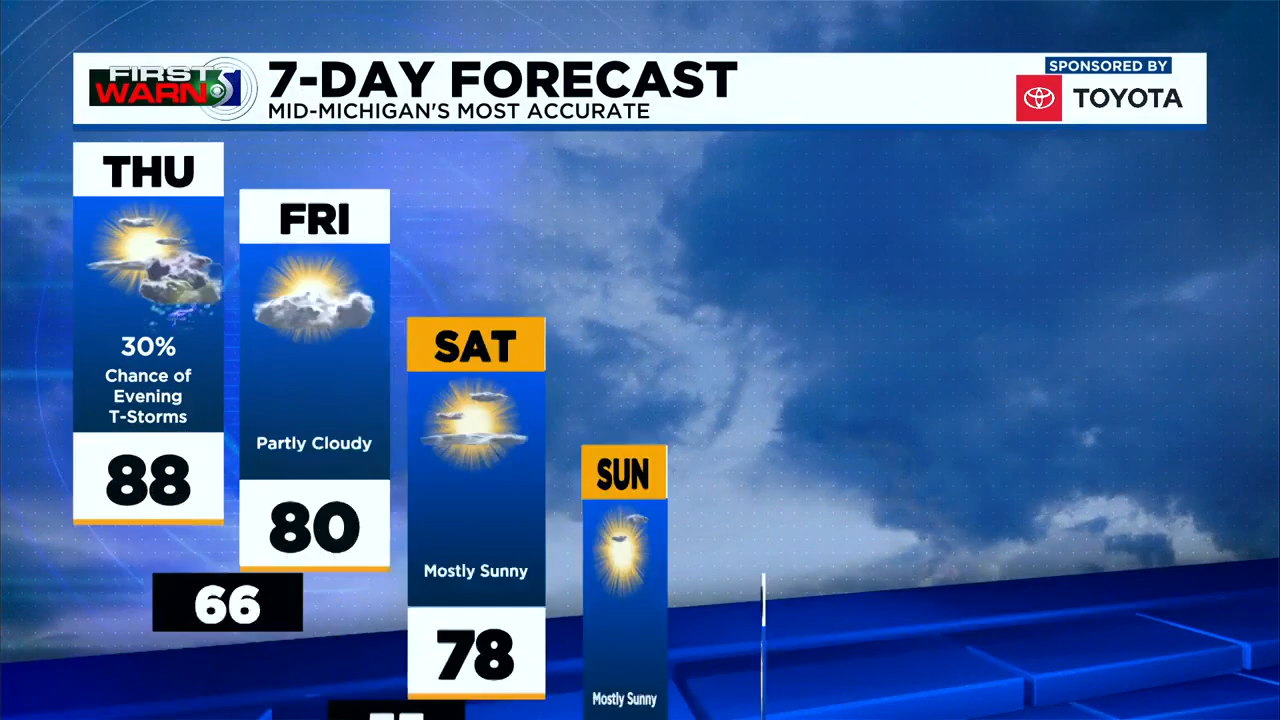 FIRST
WARN 5
7-DAY FORECAST
MID-MICHIGAN'S MOST ACCURATE
SPONSORED BY
TOYOTA
THU
30%
Chance of
Evening
T-Storms
88
FRI
Partly Cloudy
80
66
SAT
Mostly Sunny
78
SUN
Mostly Sunny